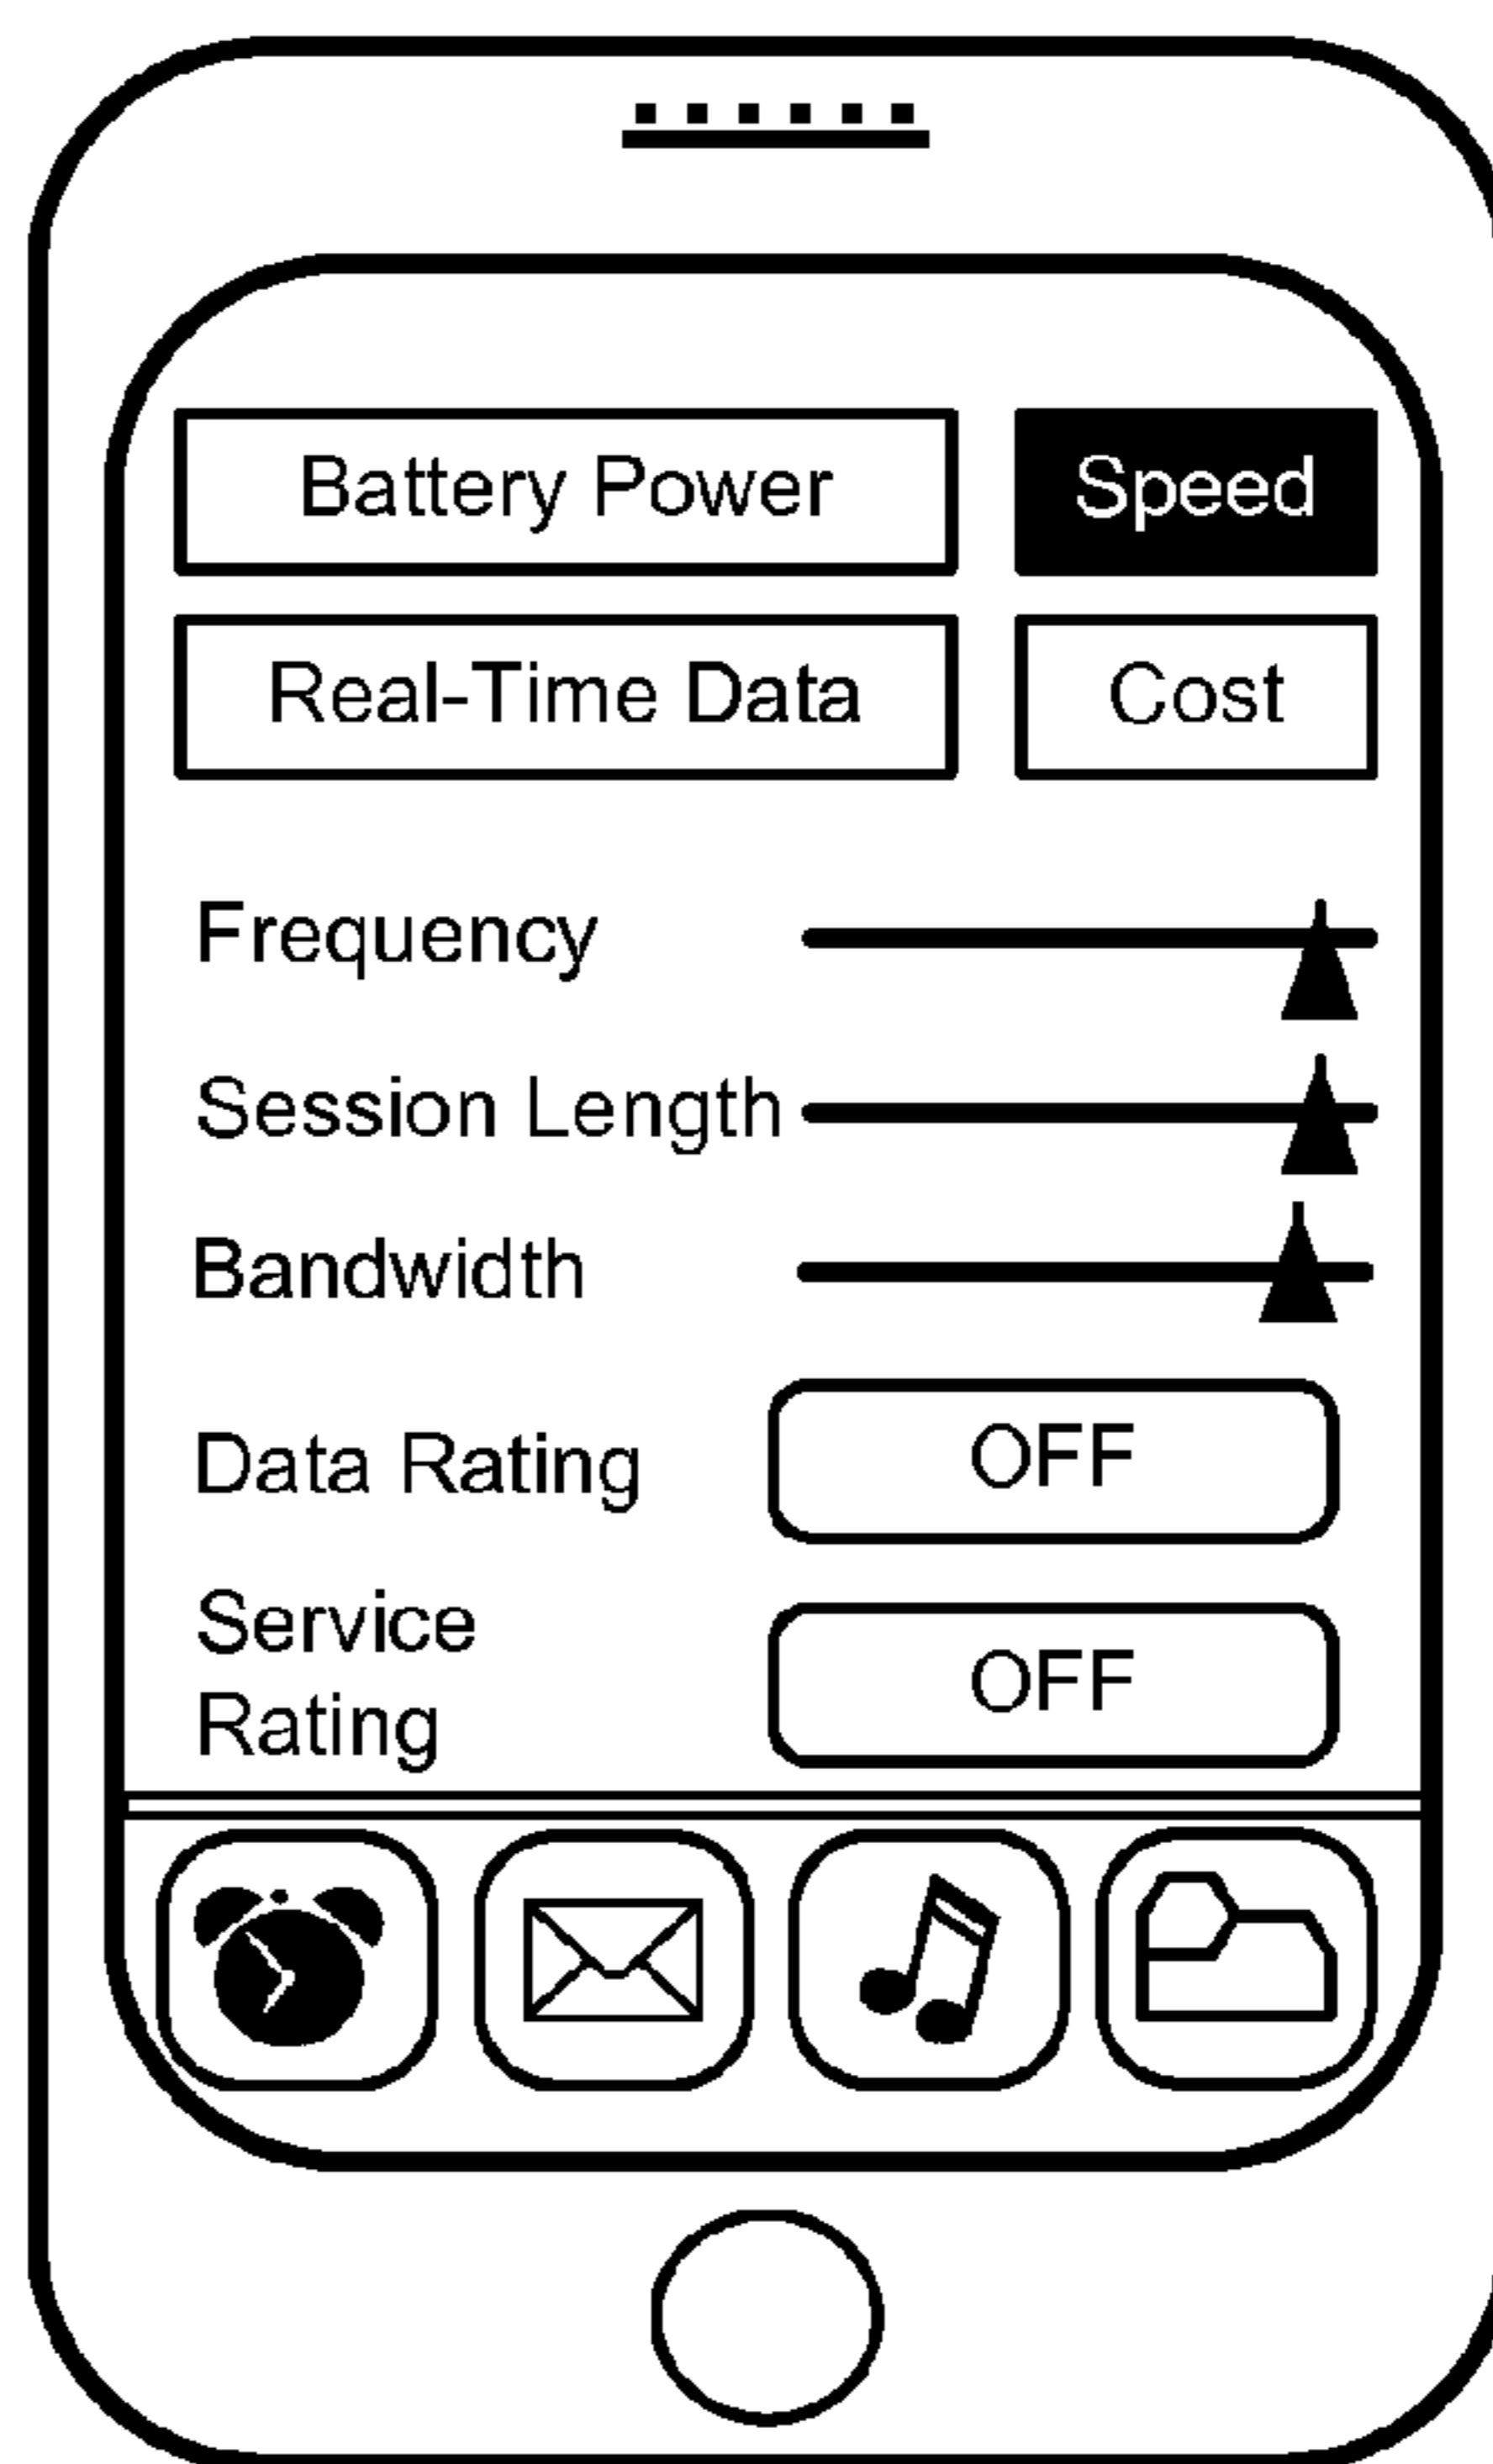 Battery Power Speed
Real-Time Data Cost
Frequency
Session Length
Bandwidth
Data Rating OFF
Service
Rating OFF